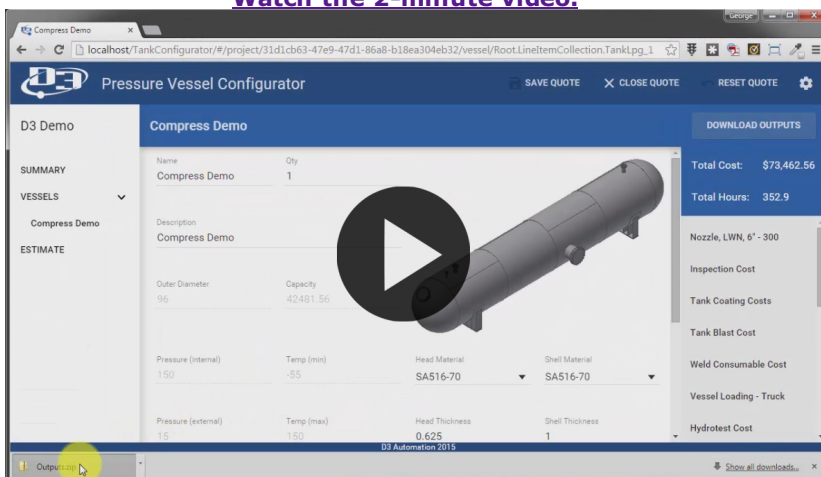 Watch the 2-minute video.
Compress Demo
George
localhost/TankConfigurator/#/project/31d1cb63-47e9-47d1-86a8-b18ea304eb32/vessel/Root.LineItemCollection.TankLpg_1
D3 Pressure Vessel Configurator
SAVE QUOTE
CLOSE QUOTE
RESET QUOTE
D3 Demo
Compress Demo
DOWNLOAD OUTPUTS
SUMMARY
VESSELS
Compress Demo
ESTIMATE
Name
Qty
Compress Demo
1
Description
Compress Demo
Outer Diameter
Capacity
96
42481.56
Pressure (internal)
Temp (min)
Head Material
Shell Material
150
-55
SA516-70
SA516-70
Pressure (external)
Temp (max)
Head Thickness
Shell Thickness
15
150
0.625
1
Total Cost: $73,462.56
Total Hours: 352.9
Nozzle, LWN, 6" - 300
Inspection Cost
Tank Coating Costs
Tank Blast Cost
Weld Consumable Cost
Vessel Loading - Truck
Hydrotest Cost
D3 Automation 2015
Outputs.zip
Show all downloads...